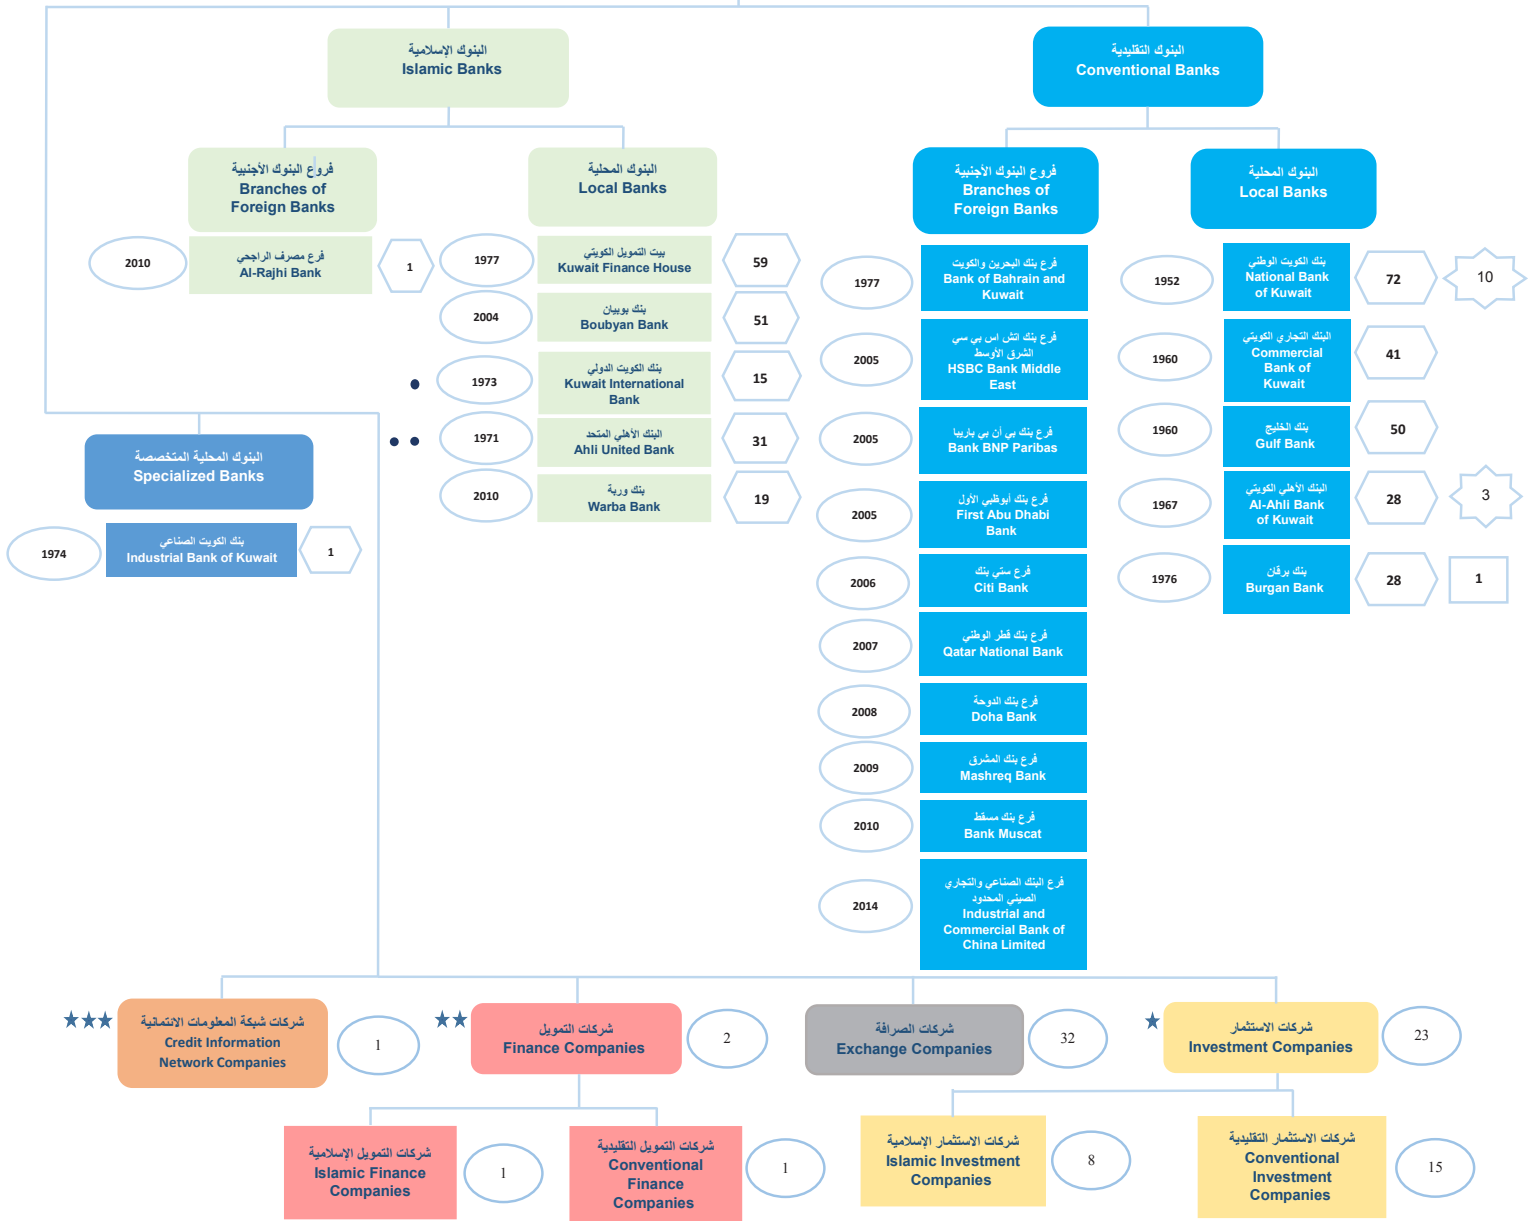 البنوك الإسلامية
Islamic Banks
البنوك التقليدية
Conventional Banks
فروع البنوك الأجنبية
Branches of
Foreign Banks
البنوك المحلية
Local Banks
فروع البنوك الأجنبية
Branches of
Foreign Banks
البنوك المحلية
Local Banks
2010
فرع مصرف الراجحي
Al-Rajhi Bank
1
1977
بيت التمويل الكويتي
Kuwait Finance House
59
2004
بنك بوبيان
Boubyan Bank
51
1973
بنك الكويت الدولي
Kuwait International
Bank
15
1971
البنك الأهلي المتحد
Ahli United Bank
31
2010
بنك وربة
Warba Bank
19
البنوك المحلية المتخصصة
Specialized Banks
1974
بنك الكويت الصناعي
Industrial Bank of Kuwait
1
1977
فرع بنك البحرين والكويت
Bank of Bahrain and
Kuwait
2005
فرع بنك اتش اس بي سي
الشرق الأوسط
HSBC Bank Middle
East
2005
فرع بنك بي أن بي باريبا
Bank BNP Paribas
2005
فرع بنك أبوظبي الأول
First Abu Dhabi
Bank
2006
فرع ستي بنك
Citi Bank
2007
فرع بنك قطر الوطني
Qatar National Bank
2008
فرع بنك الدوحة
Doha Bank
2009
فرع بنك المشرق
Mashreq Bank
2010
فرع بنك مسقط
Bank Muscat
2014
فرع البنك الصناعي والتجاري
الصيني المحدود
Industrial and
Commercial Bank of
China Limited
1952
بنك الكويت الوطني
National Bank
of Kuwait
72
10
1960
البنك التجاري الكويتي
Commercial
Bank of
Kuwait
41
1960
بنك الخليج
Gulf Bank
50
1967
البنك الأهلي الكويتي
Al-Ahli Bank
of Kuwait
28
3
1976
بنك برقان
Burgan Bank
28
1
شركات شبكة المعلومات الائتمانية
Credit Information
Network Companies
1
شركات التمويل
Finance Companies
2
شركات الصرافة
Exchange Companies
32
شركات الاستثمار
Investment Companies
23
شركات التمويل الإسلامية
Islamic Finance
Companies
1
شركات التمويل التقليدية
Conventional
Finance
Companies
1
شركات الاستثمار الإسلامية
Islamic Investment
Companies
8
شركات الاستثمار التقليدية
Conventional
Investment
Companies
15